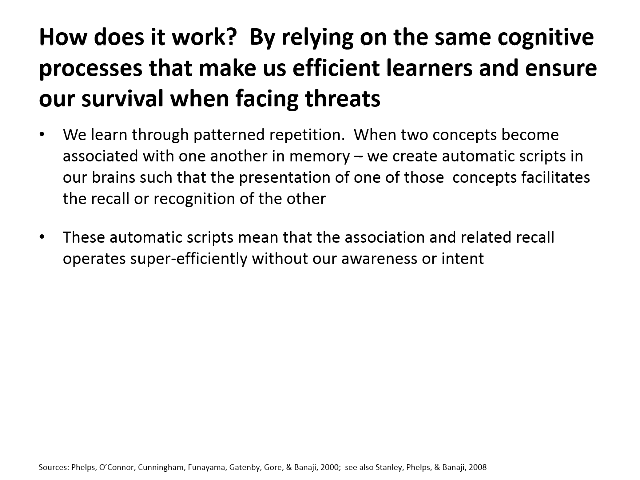 How does it work?  By relying on the same cognitive
processes that make us efficient learners and ensure
our survival when facing threats
• We learn through patterned repetition.  When two concepts become
associated with one another in memory – we create automatic scripts in
our brains such that the presentation of one of those  concepts facilitates
the recall or recognition of the other
• These automatic scripts mean that the association and related recall
operates super-efficiently without our awareness or intent
Sources: Phelps, O'Connor, Cunningham, Funayama, Gatenby, Gore, & Banaji, 2000;  see also Stanley, Phelps, & Banaji, 2008